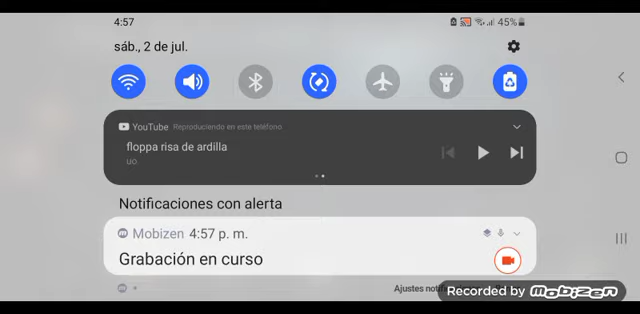 4:57
45%
sáb., 2 de jul.
YouTube Reproduciendo en este teléfono
floppa risa de ardilla
UO
Notificaciones con alerta
Mobizen 4:57 p. m.
Grabación en curso
Ajustes
Recorded by MOBIZEN